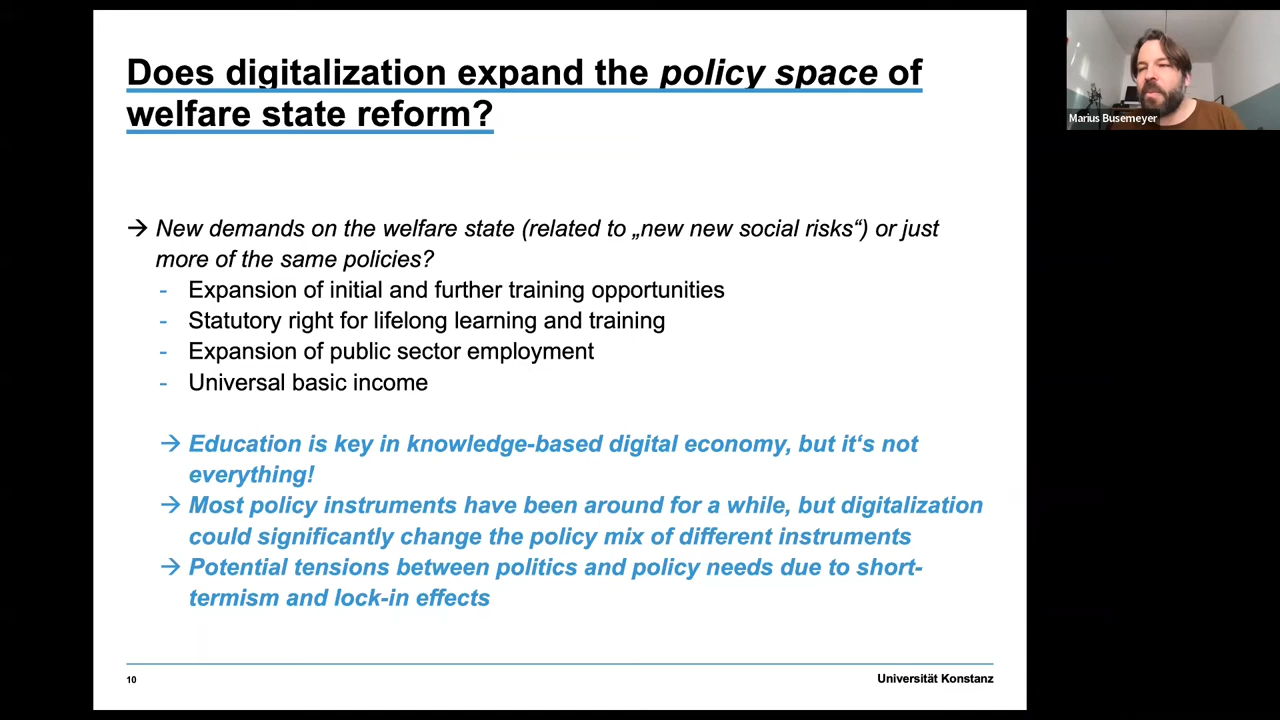 Does digitalization expand the policy space of
welfare state reform?
→ New demands on the welfare state (related to „new new social risks“) or just
more of the same policies?
- Expansion of initial and further training opportunities
- Statutory right for lifelong learning and training
- Expansion of public sector employment
- Universal basic income
→ Education is key in knowledge-based digital economy, but it‘s not
everything!
→ Most policy instruments have been around for a while, but digitalization
could significantly change the policy mix of different instruments
→ Potential tensions between politics and policy needs due to short-
termism and lock-in effects
10
Universität Konstanz
Marius Busemeyer